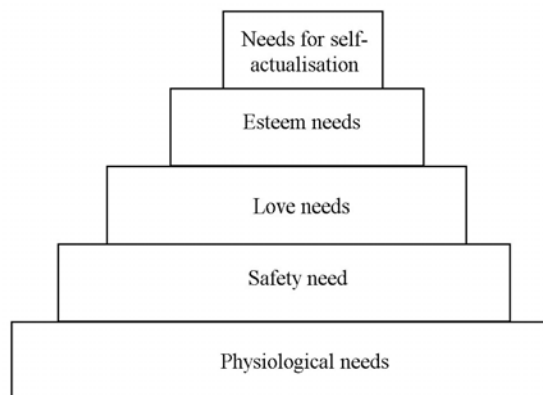 Needs for self-
actualisation
Esteem needs
Love needs
Safety need
Physiological needs